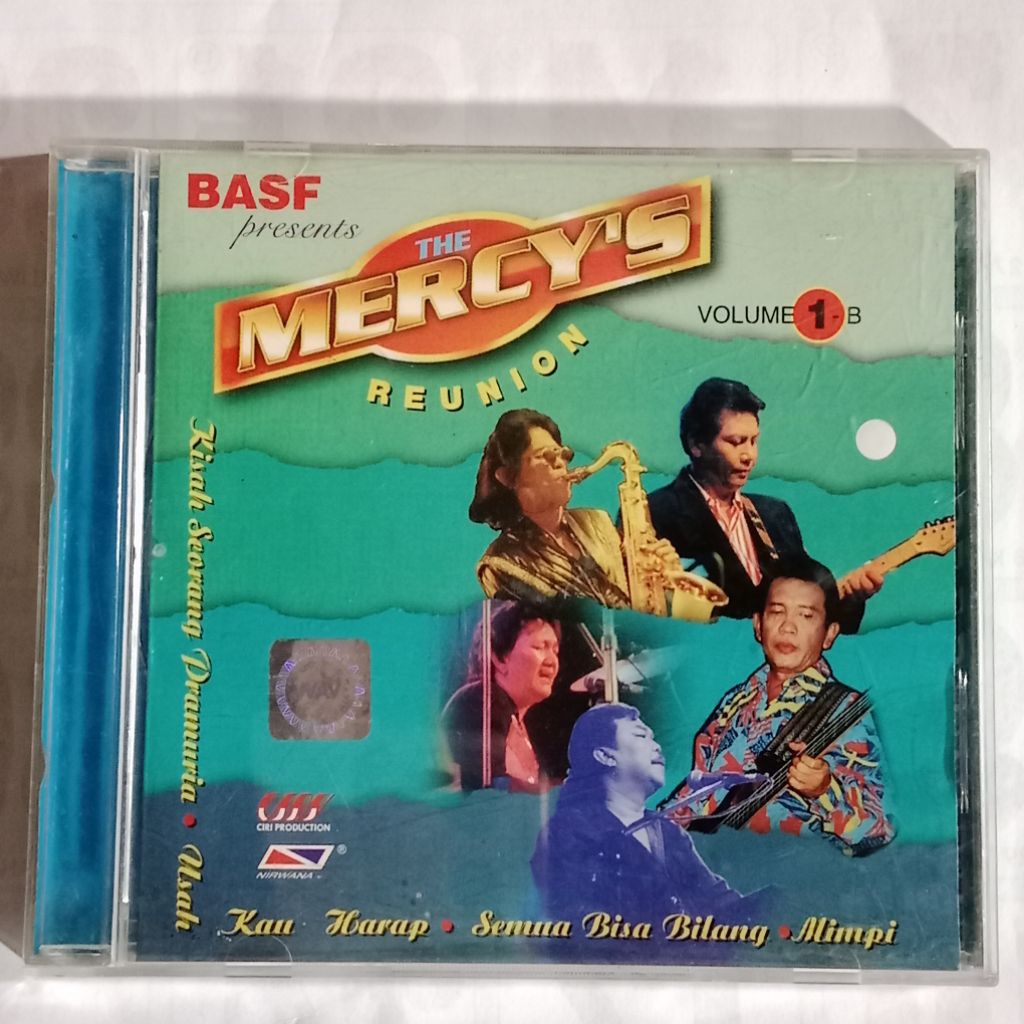 BASF
presents
THE
MERCY'S
REUNION
VOLUME 1-B
Kisah Seorang Pramuria • Usah
Kau Harap • Semua Bisa Bilang • Mimpi
CIRI PRODUCTION
NIRWANA
®